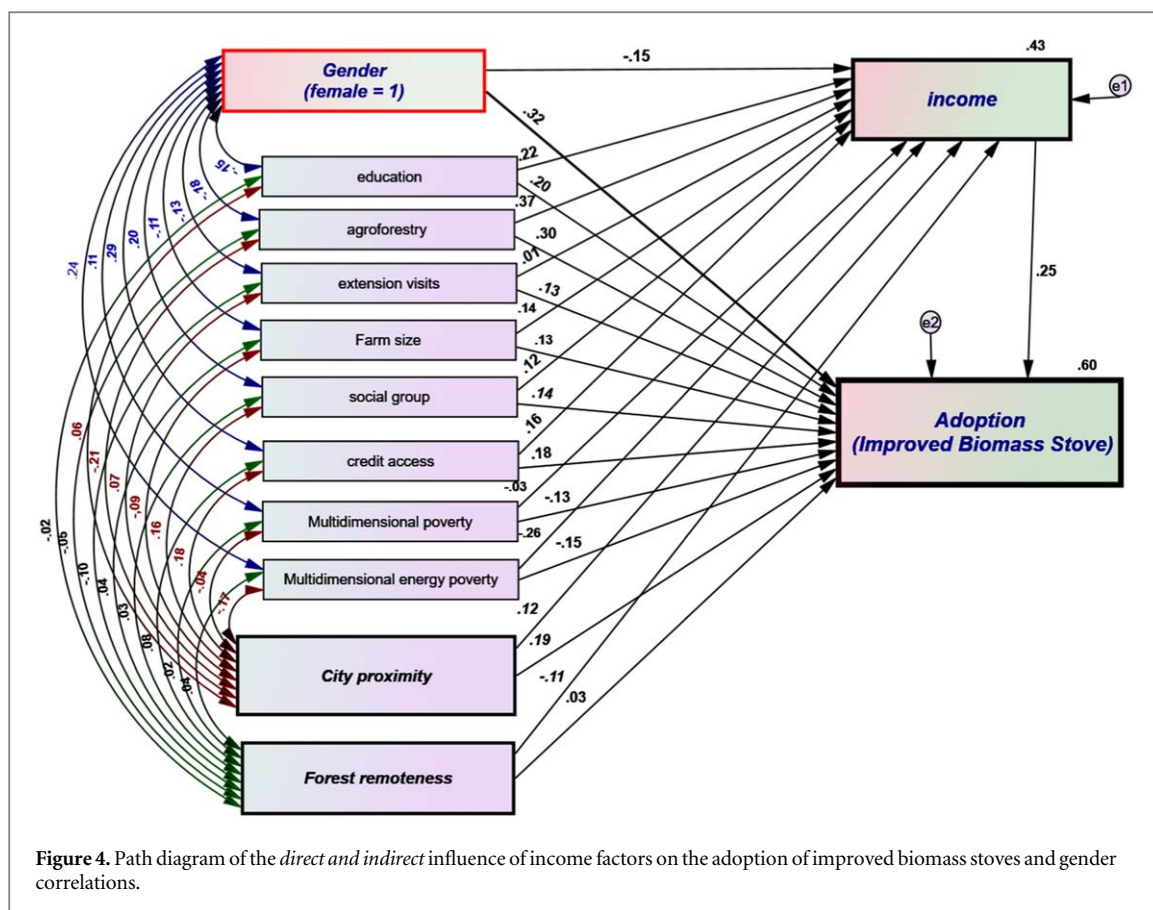 .43
Gender
(female = 1)
-.15
income
e1
.32
.22
education
-.15
.20
.37
agroforestry
-.18
.30
.01
extension visits
-.13
.13
.14
Farm size
-.11
.13
.12
social group
.20
.14
.16
credit access
.29
.18
-.03
Multidimensional poverty
.11
-.13
-.26
Multidimensional energy poverty
.24
-.15
.12
City proximity
.19
-.11
Forest remoteness
.03
.25
e2
.60
Adoption
(Improved Biomass Stove)
.06
-.21
.07
-,09
.16
.18
-.04
-.17
-.02
-.05
-.10
.04
.03
.08
.02
.04
Figure 4. Path diagram of the direct and indirect influence of income factors on the adoption of improved biomass stoves and gender
correlations.